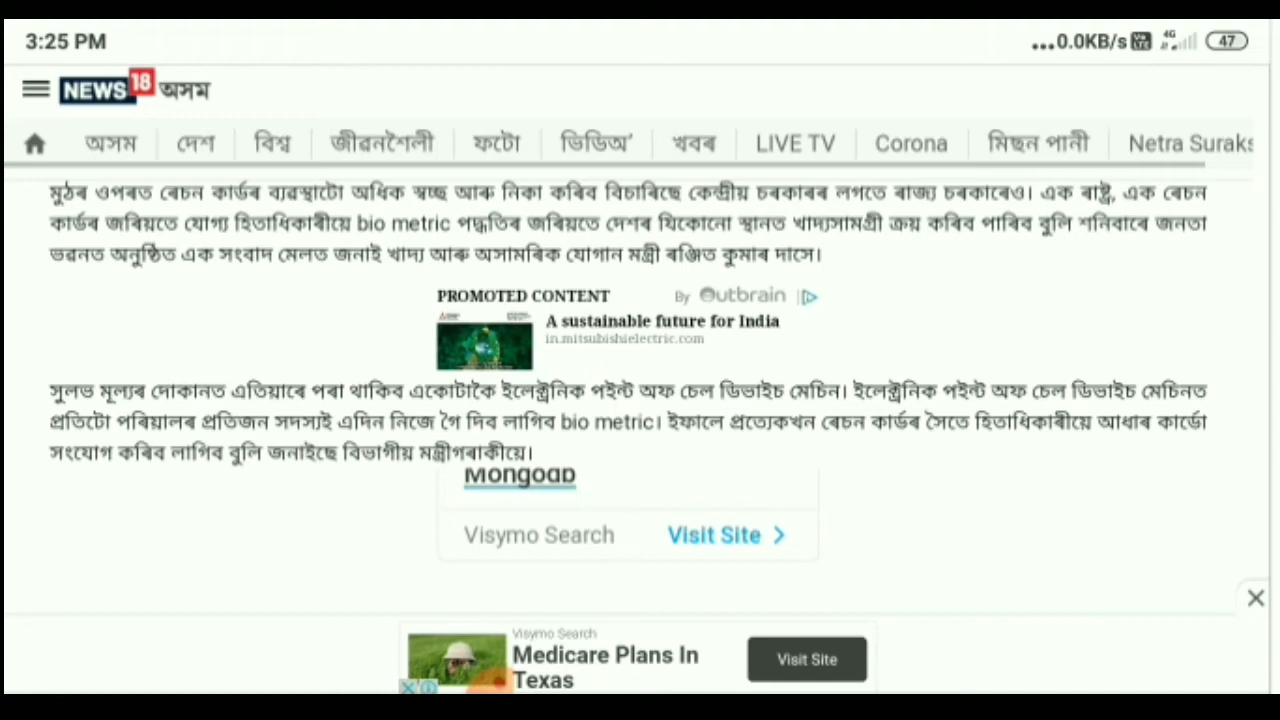 3:25 PM
...0.0KB/s Vo LTE 4G 47
NEWS 18 অসম
অসম দেশ বিশ্ব জীৱনশৈলী ফটো ভিডিঅ' খবৰ LIVE TV Corona মিছন পানী Netra Suraks
মুঠৰ ওপৰত ৰেচন কাৰ্ডৰ ব্যৱস্থাটো অধিক স্বচ্ছ আৰু নিকা কৰিব বিচাৰিছে কেন্দ্ৰীয় চৰকাৰৰ লগতে ৰাজ্য চৰকাৰেও। এক ৰাষ্ট্ৰ, এক ৰেচন
কাৰ্ডৰ জৰিয়তে যোগ্য হিতাধিকাৰীয়ে bio metric পদ্ধতিৰ জৰিয়তে দেশৰ যিকোনো স্থানত খাদ্যসামগ্ৰী ক্ৰয় কৰিব পাৰিব বুলি শনিবাৰে জনতা
ভৱনত অনুষ্ঠিত এক সংবাদ মেলত জনাই খাদ্য আৰু অসামৰিক যোগান মন্ত্ৰী ৰঞ্জিত কুমাৰ দাসে।
PROMOTED CONTENT By Outbrain
A sustainable future for India
in.mitsubishielectric.com
সুলভ মূল্যৰ দোকানত এতিয়াৰে পৰা থাকিব একোটাকৈ ইলেক্ট্ৰনিক পইন্ট অফ চেল ডিভাইচ মেচিন। ইলেক্ট্ৰনিক পইন্ট অফ চেল ডিভাইচ মেচিনত
প্ৰতিটো পৰিয়ালৰ প্ৰতিজন সদস্যই এদিন নিজে গৈ দিব লাগিব bio metric। ইফালে প্ৰত্যেকখন ৰেচন কাৰ্ডৰ সৈতে হিতাধিকাৰীয়ে আধাৰ কাৰ্ডো
সংযোগ কৰিব লাগিব বুলি জনাইছে বিভাগীয় মন্ত্ৰীগৰাকীয়ে।
Mongodb
Visymo Search Visit Site
Visymo Search
Medicare Plans In
Texas
Visit Site